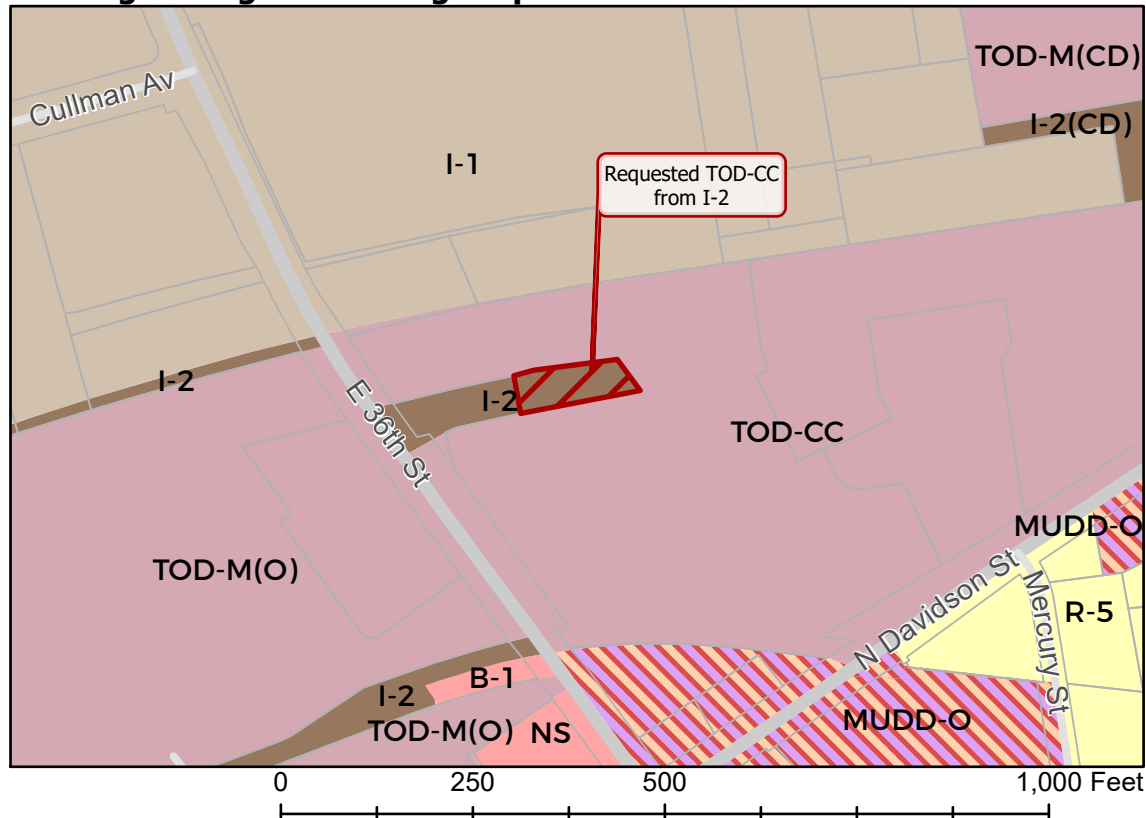 TOD-M(CD)
Cullman Av
I-2(CD)
I-1
Requested TOD-CC
from I-2
I-2
E 36th St
I-2
TOD-CC
MUDD-O
TOD-M(O)
N Davidson St
Mercury St
R-5
B-1
I-2
TOD-M(O)
NS
MUDD-O
0 250 500 1,000 Feet